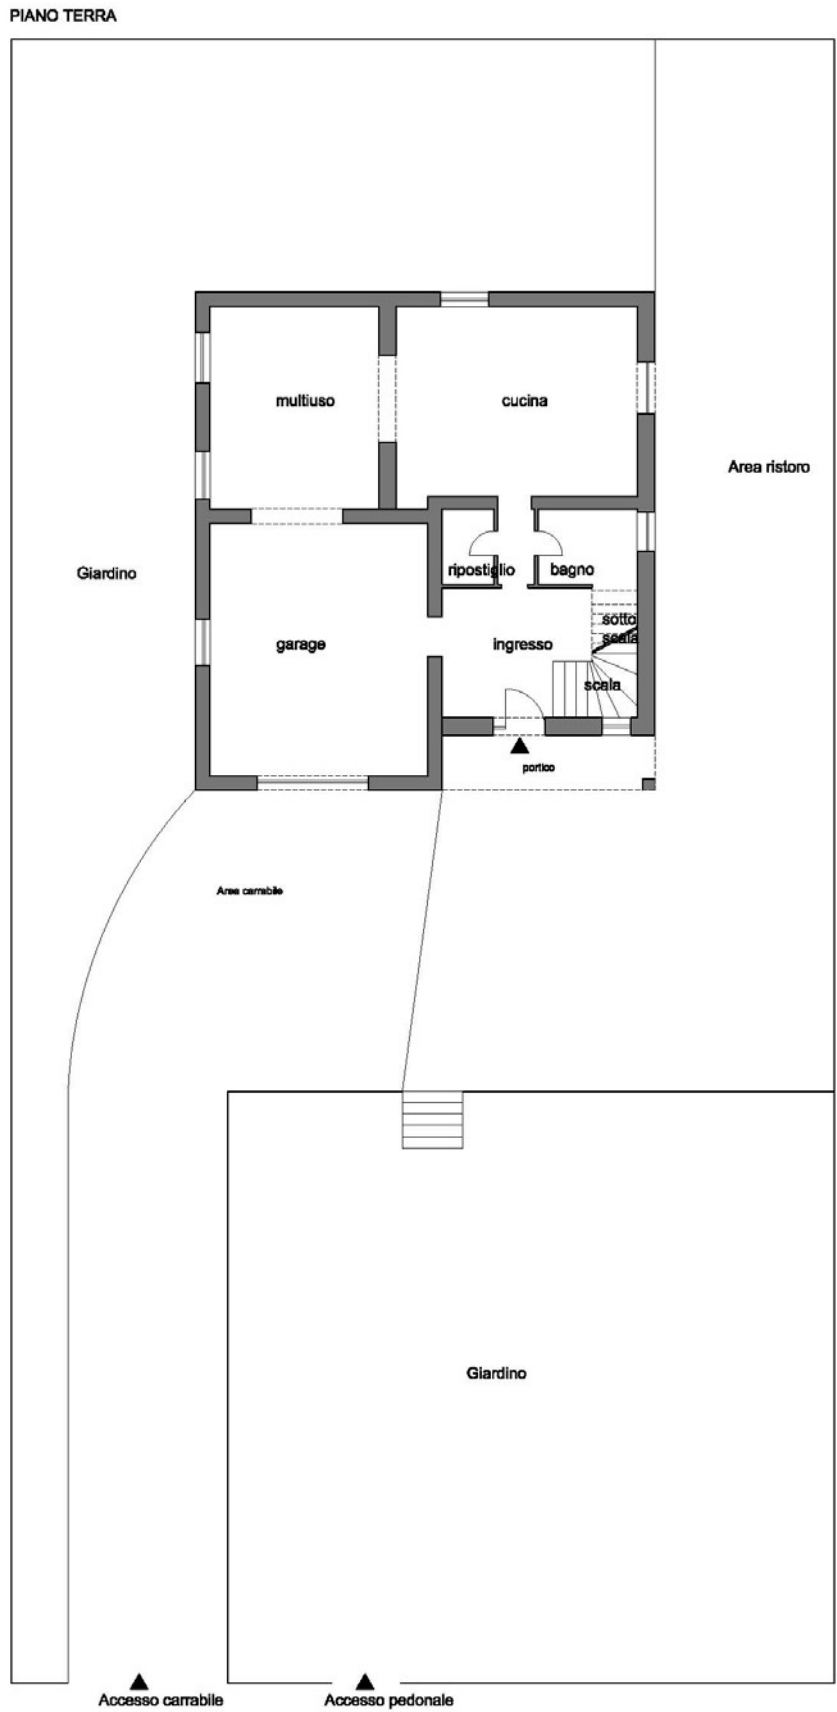 PIANO TERRA
multiuso
cucina
Area ristoro
Giardino
ripostiglio
bagno
sotto
scala
garage
ingresso
scala
portico
Area carrabile
Giardino
Accesso carrabile
Accesso pedonale